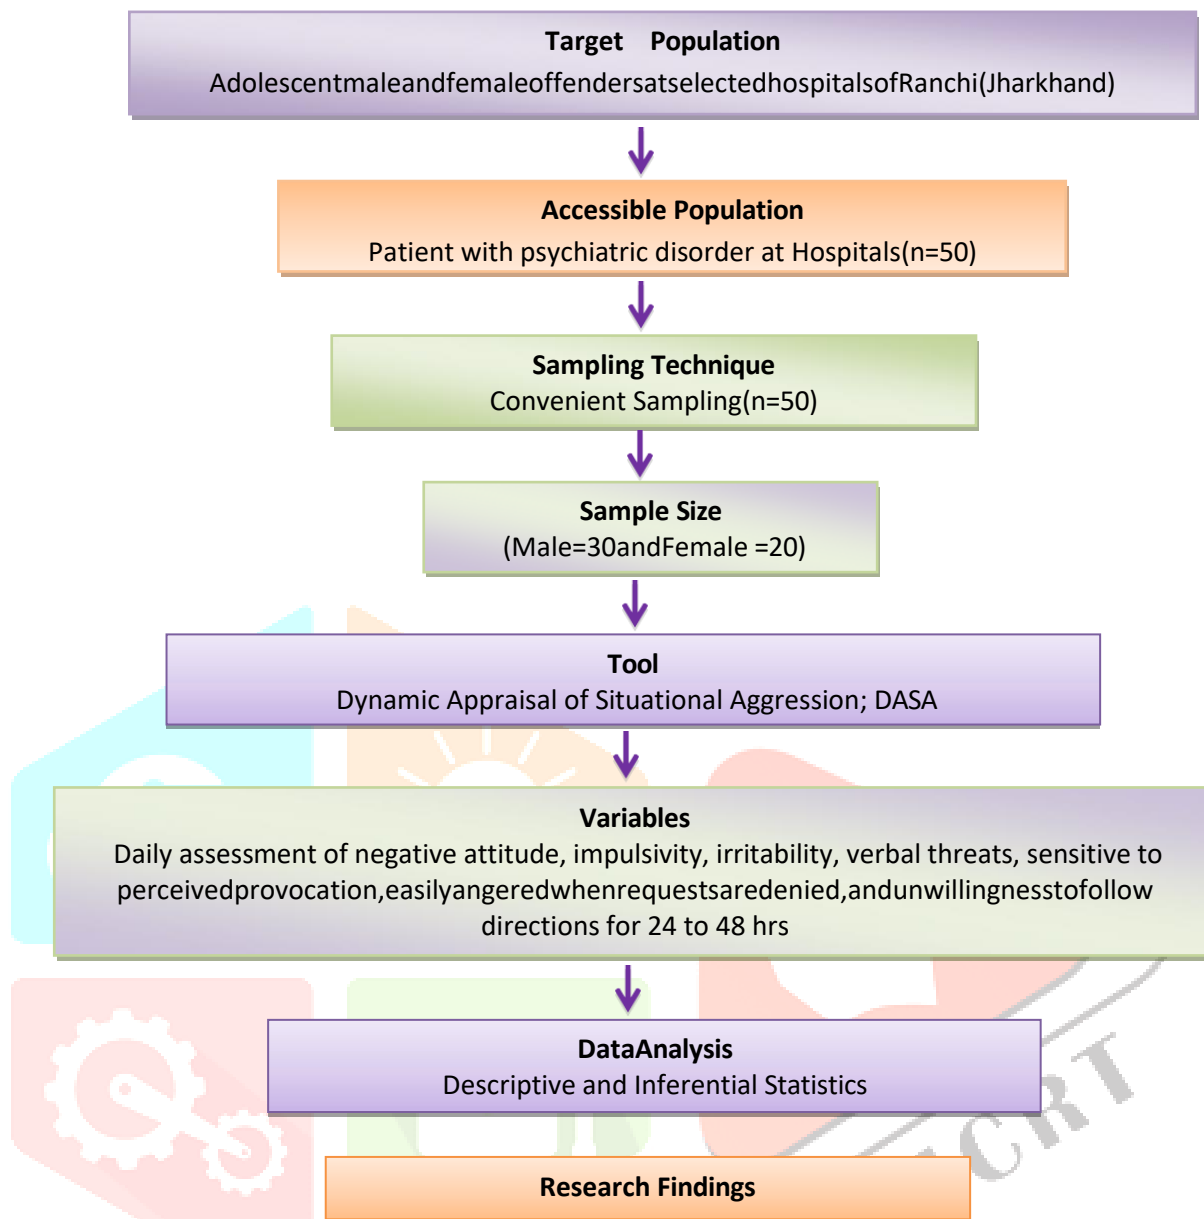 Target Population
AdolescentmaleandfemaleoffendersatselectedhospitalsofRanchi(Jharkhand)
Accessible Population
Patient with psychiatric disorder at Hospitals(n=50)
Sampling Technique
Convenient Sampling(n=50)
Sample Size
(Male=30andFemale =20)
Tool
Dynamic Appraisal of Situational Aggression; DASA
Variables
Daily assessment of negative attitude, impulsivity, irritability, verbal threats, sensitive to
perceivedprovocation,easilyangeredwhenrequestsaredenied,andunwillingnesstofollow
directions for 24 to 48 hrs
DataAnalysis
Descriptive and Inferential Statistics
Research Findings